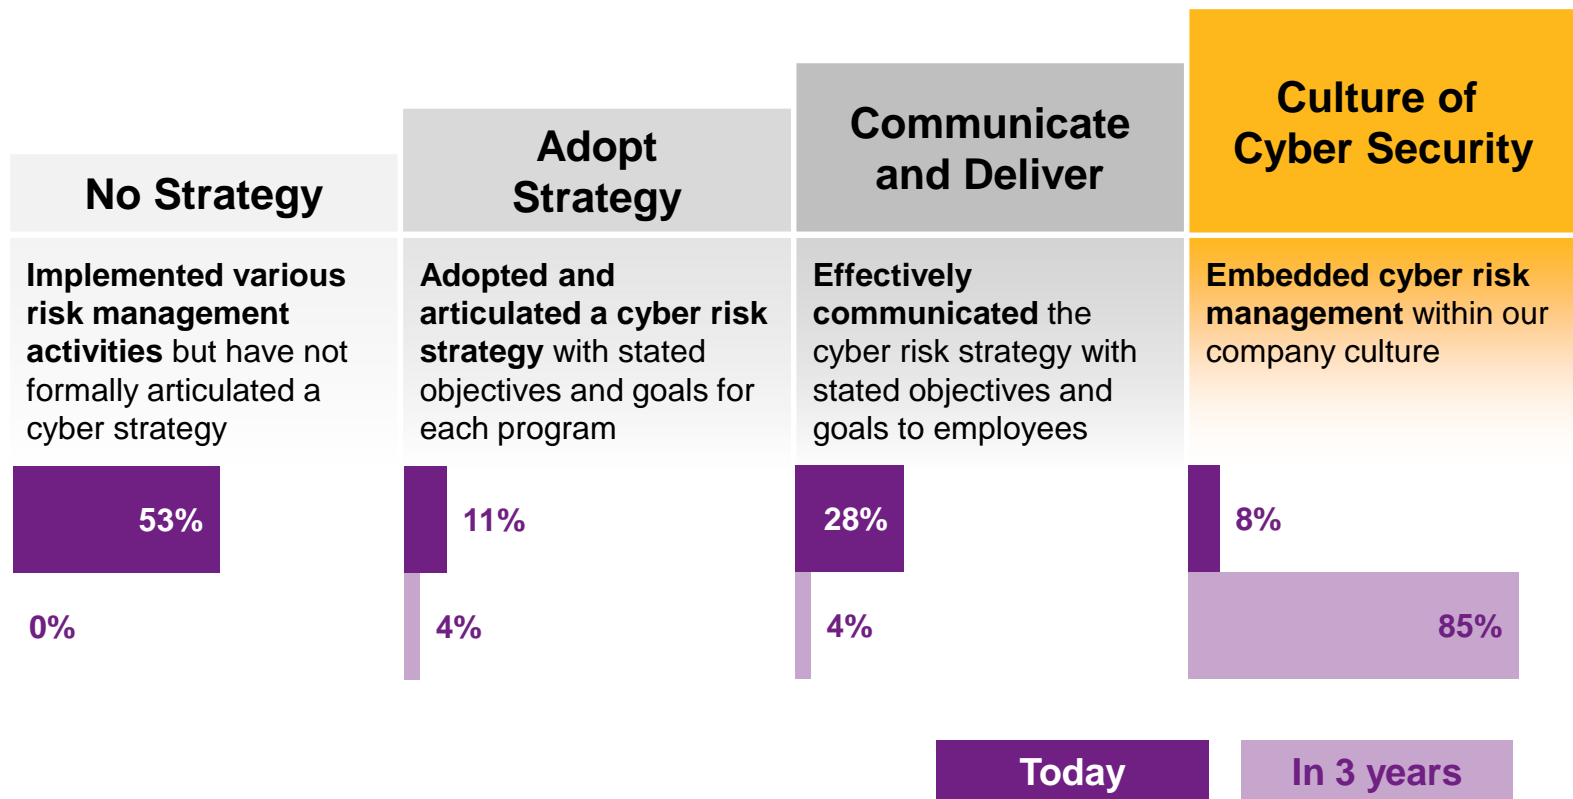 No Strategy
Adopt
Strategy
Communicate
and Deliver
Culture of
Cyber Security
Implemented various
risk management
activities but have not
formally articulated a
cyber strategy
Adopted and
articulated a cyber risk
strategy with stated
objectives and goals for
each program
Effectively
communicated the
cyber risk strategy with
stated objectives and
goals to employees
Embedded cyber risk
management within our
company culture
53%
11%
28%
8%
0%
4%
4%
85%
Today
In 3 years